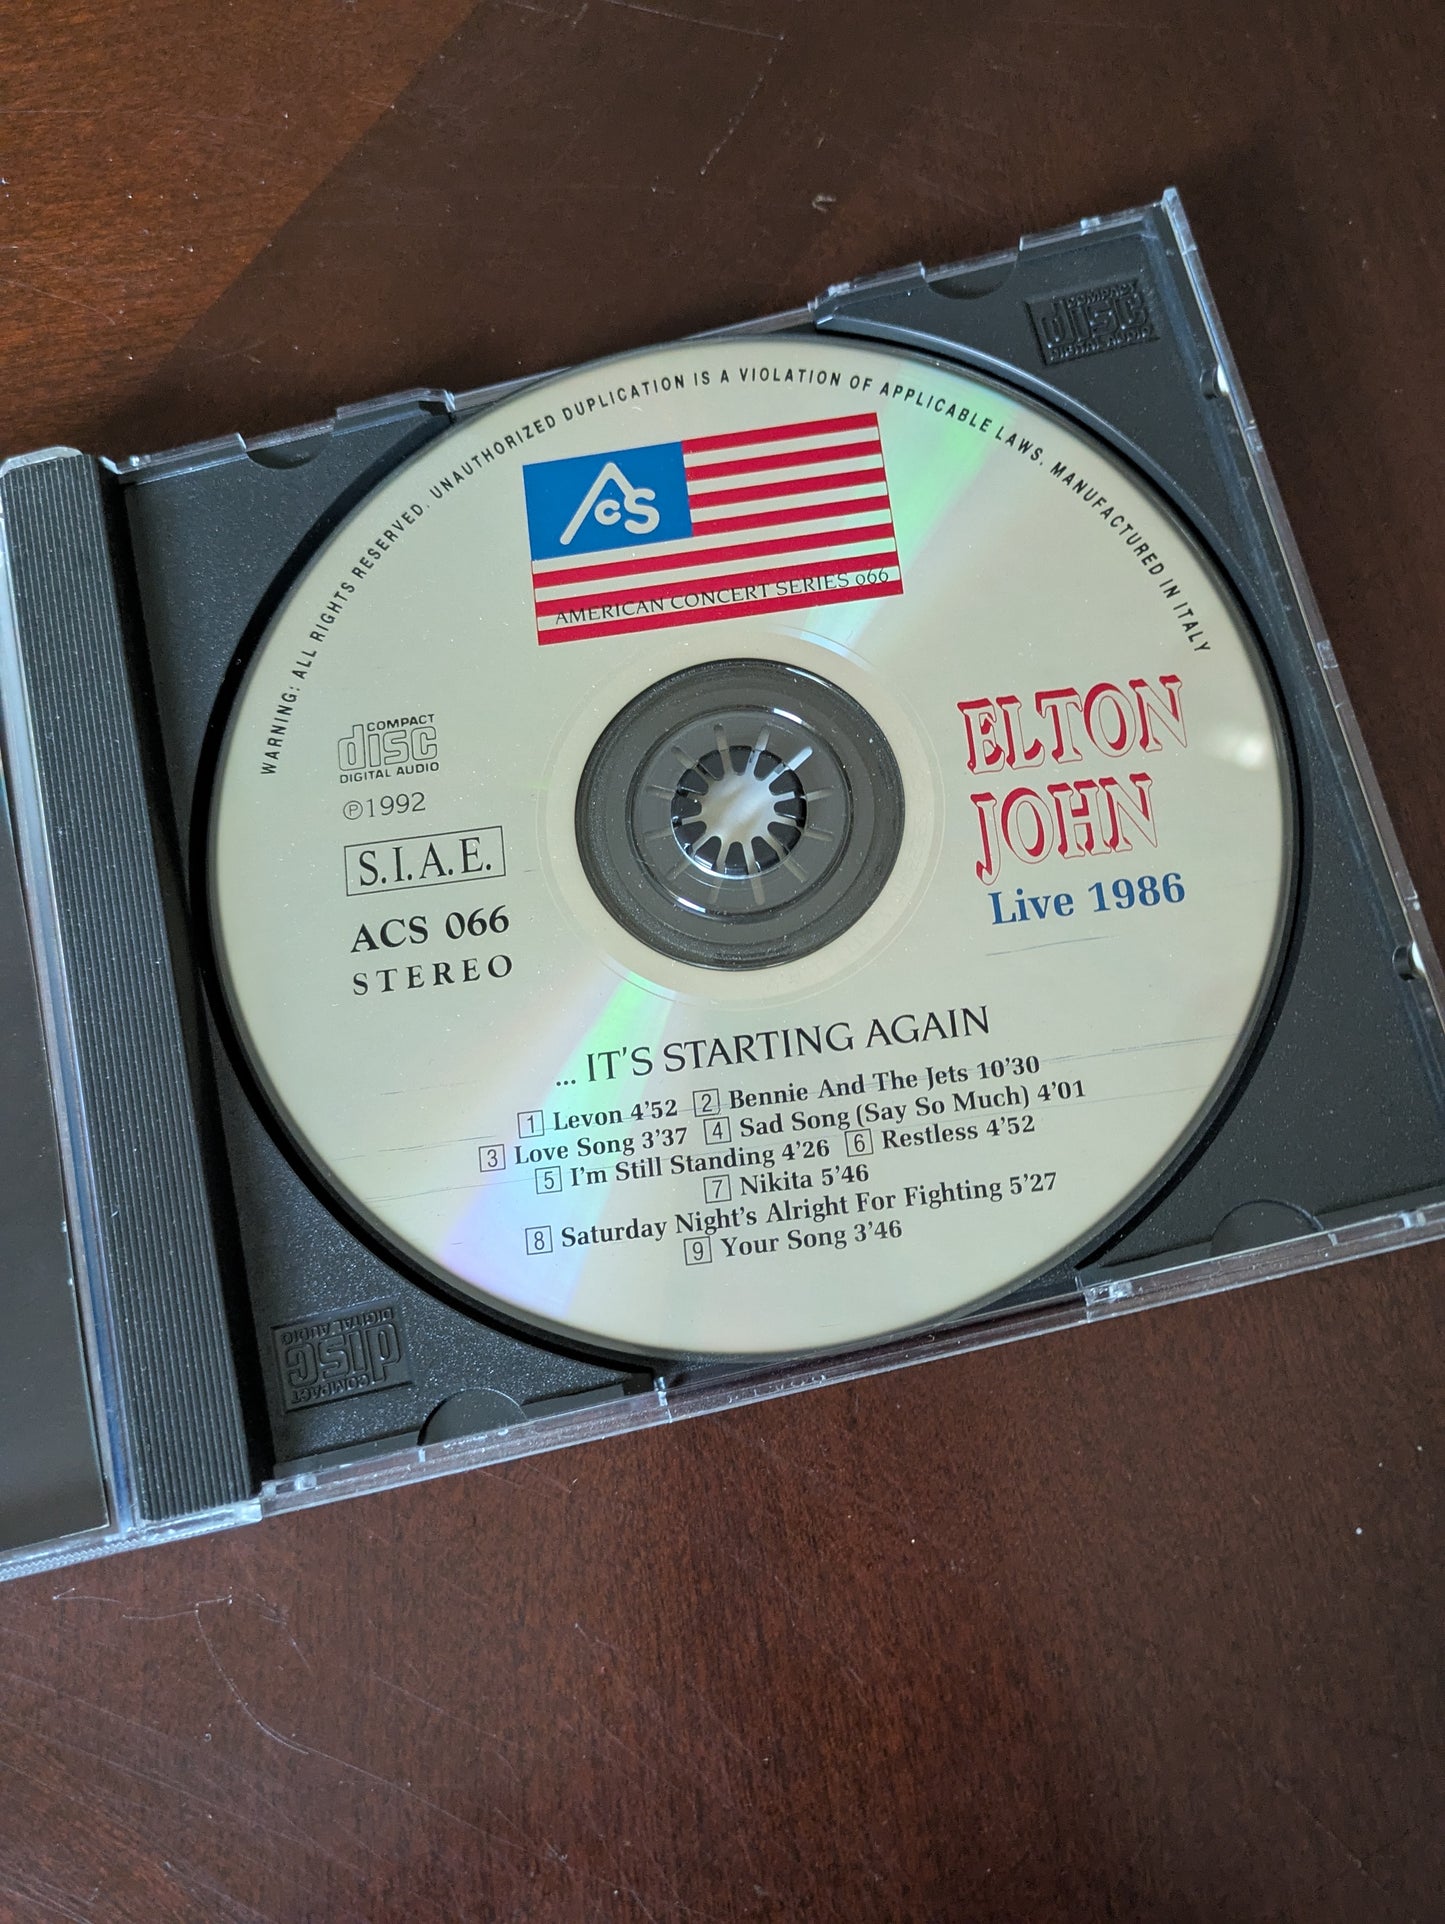 WARNING: ALL RIGHTS RESERVED. UNAUTHORIZED DUPLICATION IS A VIOLATION OF APPLICABLE LAWS. MANUFACTURED IN ITALY
ACS
AMERICAN CONCERT SERIES 066
COMPACT
disc
DIGITAL AUDIO
COMPACT
disc
DIGITAL AUDIO
℗1992
S.I.A.E.
ACS 066
STEREO
ELTON
JOHN
Live 1986
... IT'S STARTING AGAIN
1 Levon 4'52 2 Bennie And The Jets 10'30
3 Love Song 3'37 4 Sad Song (Say So Much) 4'01
5 I'm Still Standing 4'26 6 Restless 4'52
7 Nikita 5'46
8 Saturday Night's Alright For Fighting 5'27
9 Your Song 3'46
COMPACT
disc
DIGITAL AUDIO